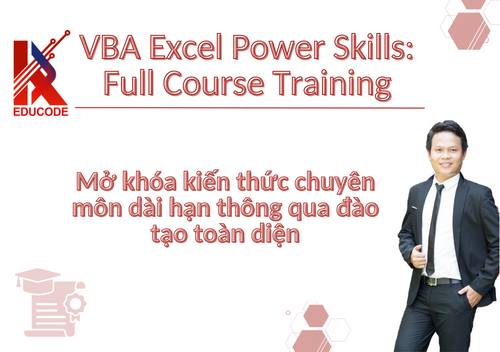 VBA Excel Power Skills:
Full Course Training
EDUCODE
Mở khóa kiến thức chuyên
môn dài hạn thông qua đào
tạo toàn diện